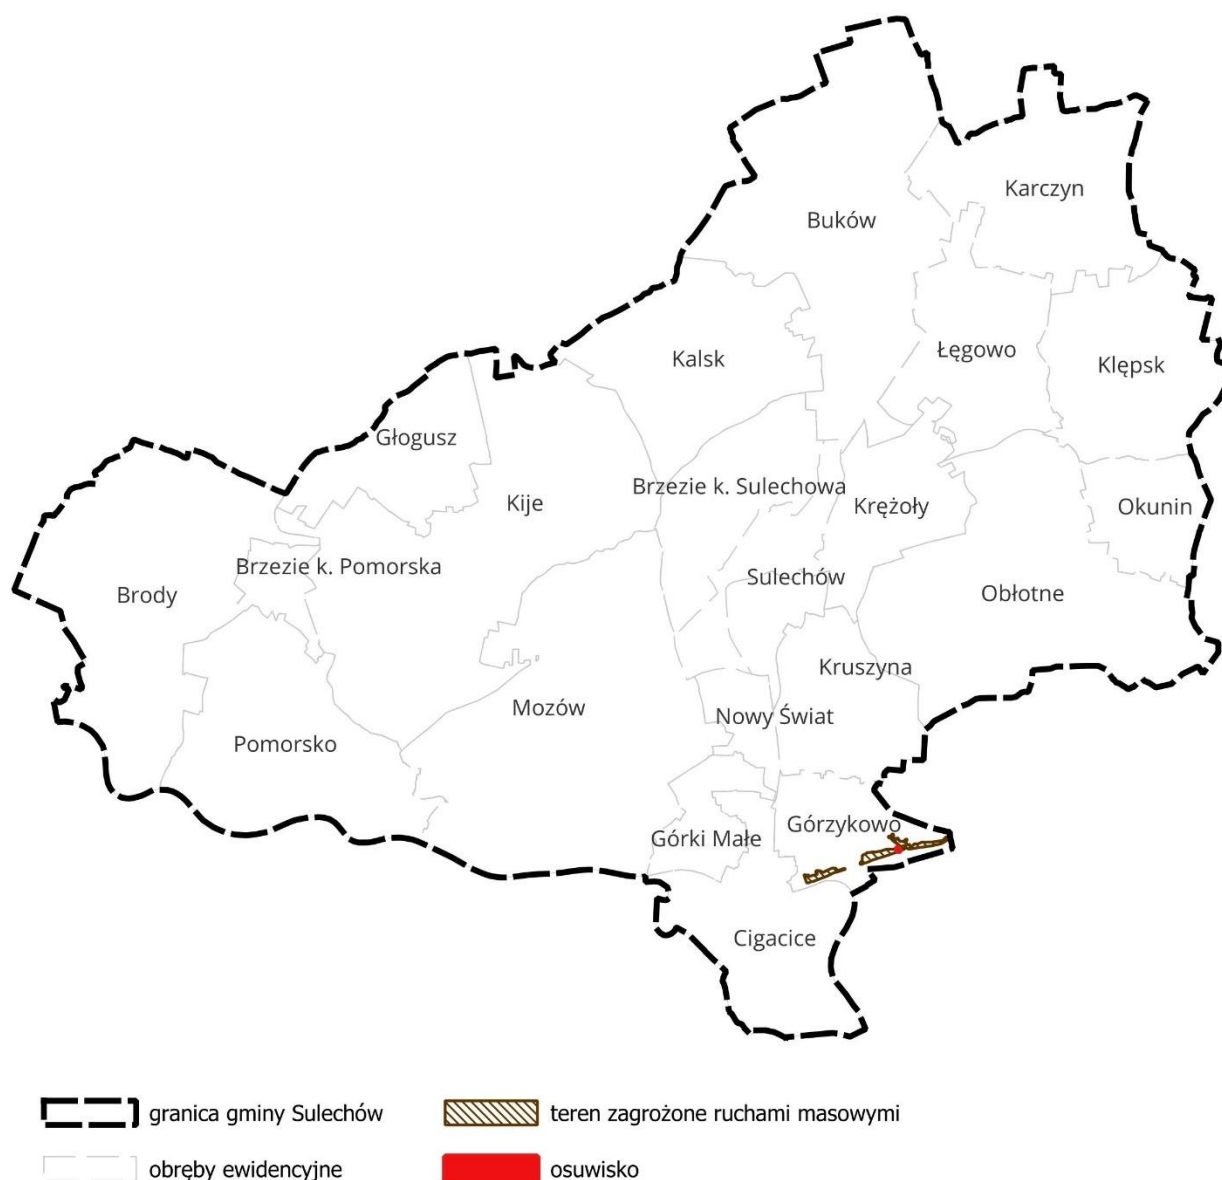 Karczyn
Buków
Łęgowo
Kalsk
Klępsk
Głogusz
Brzezie k. Sulechowa
Kije
Krężoły
Okunin
Brzezie k. Pomorska
Sulechów
Brody
Obłotne
Kruszyna
Mozów
Nowy Świat
Pomorsko
Górzykowo
Górki Małe
Cigacice
granica gminy Sulechów
teren zagrożone ruchami masowymi
obręby ewidencyjne
osuwisko